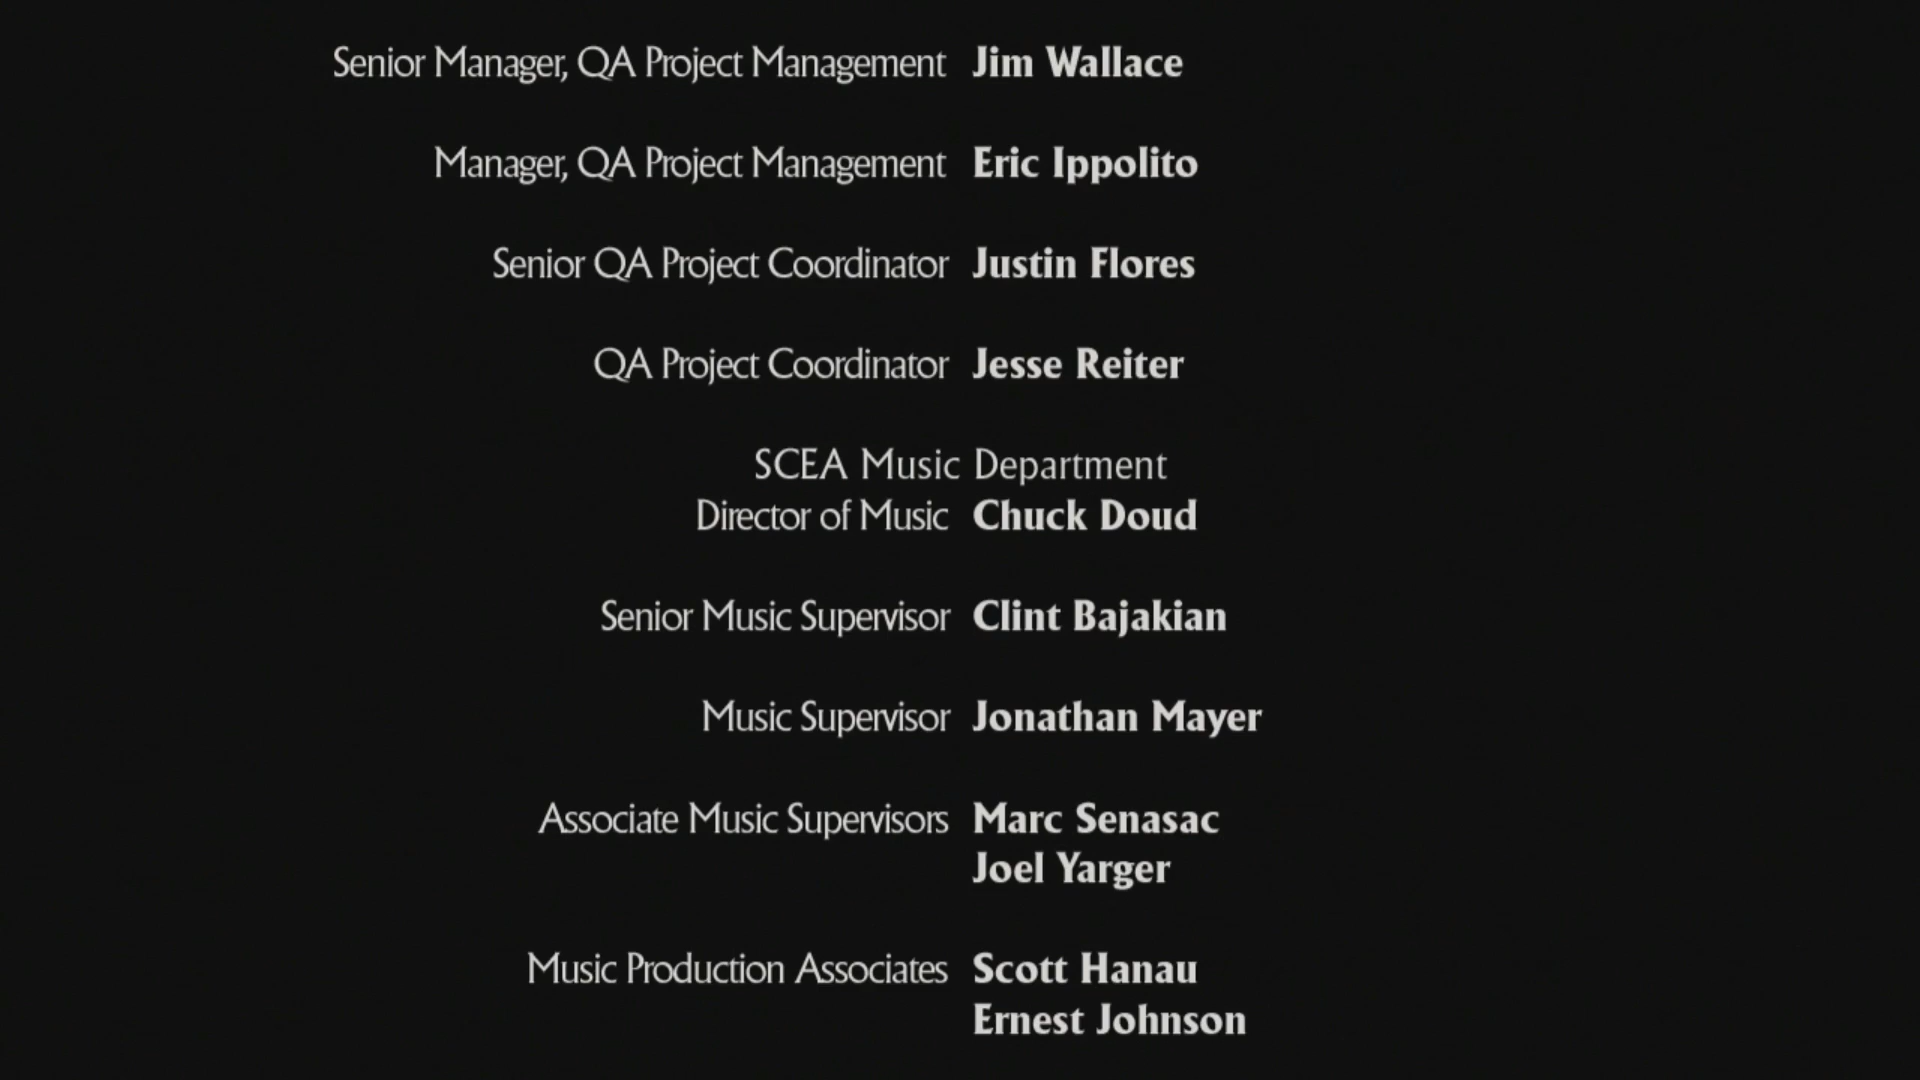 Senior Manager, QA Project Management Jim Wallace
Manager, QA Project Management Eric Ippolito
Senior QA Project Coordinator Justin Flores
QA Project Coordinator Jesse Reiter
SCEA Music Department
Director of Music Chuck Doud
Senior Music Supervisor Clint Bajakian
Music Supervisor Jonathan Mayer
Associate Music Supervisors Marc Senasac
Joel Yarger
Music Production Associates Scott Hanau
Ernest Johnson